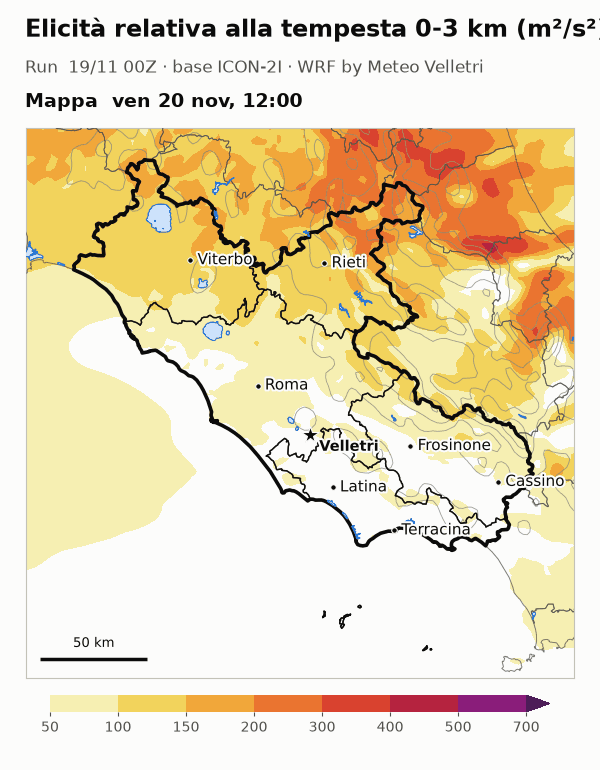 Elicità relativa alla tempesta 0-3 km (m²/s²)
Run 19/11 00Z · base ICON-2I · WRF by Meteo Velletri
Mappa ven 20 nov, 12:00
Viterbo
Rieti
Roma
Velletri
Frosinone
Cassino
Latina
Terracina
50 km
50 100 150 200 300 400 500 700